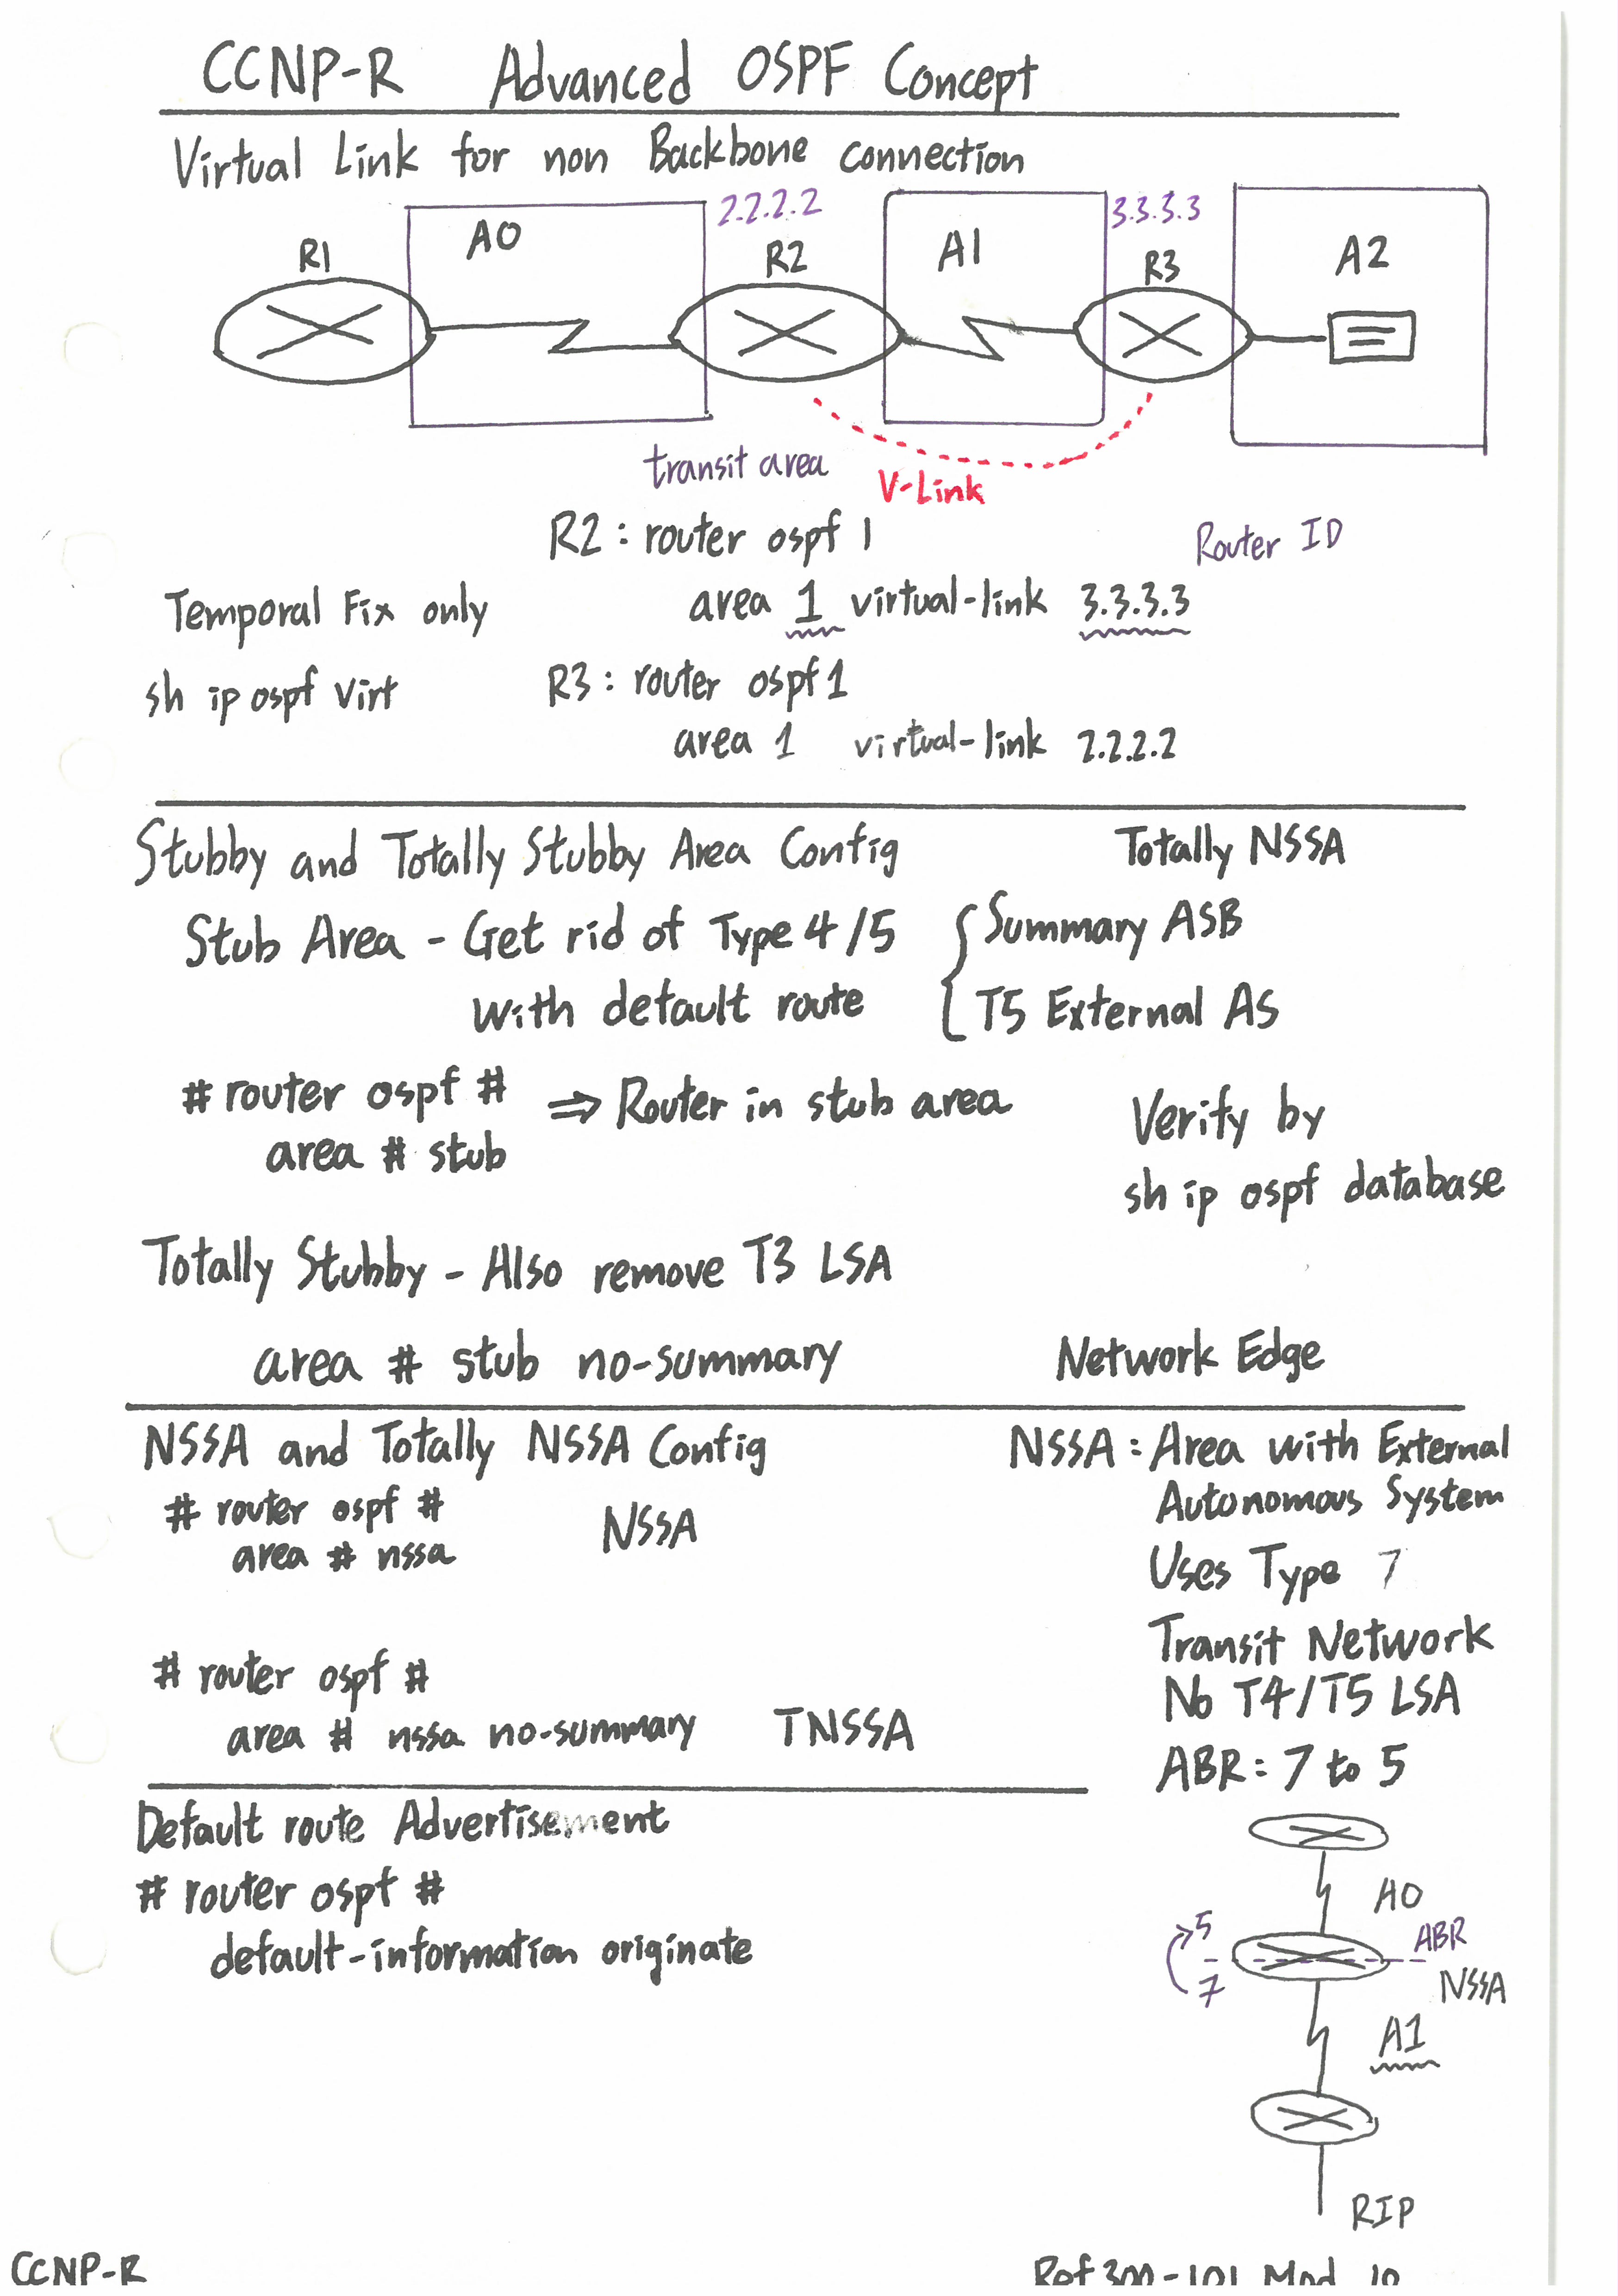 CCNP-R Advanced OSPF Concept
Virtual Link for non Backbone connection
R1 A0 2.2.2.2 R2 A1 3.3.3.3 R3 A2
transit area
V-Link
R2 : router ospf 1
Router ID
Temporal Fix only
area 1 virtual-link 3.3.3.3
sh ip ospf virt
R3 : router ospf 1
area 1 virtual-link 2.2.2.2
Stubby and Totally Stubby Area Config
Totally NSSA
Stub Area - Get rid of Type 4/5
with default route
Summary ASB
T5 External AS
# router ospf #
area # stub
⇒ Router in stub area
Verify by
sh ip ospf database
Totally Stubby - Also remove T3 LSA
area # stub no-summary
Network Edge
NSSA and Totally NSSA Config
# router ospf #
area # nssa
NSSA
# router ospf #
area # nssa no-summary
TNSSA
NSSA : Area with External
Autonomous System
Uses Type 7
Transit Network
No T4/T5 LSA
ABR : 7 to 5
Default route Advertisement
# router ospf #
default-information originate
A0
5
ABR
7
NSSA
A1
RIP
CCNP-R
Ref 300-101 Mod 10